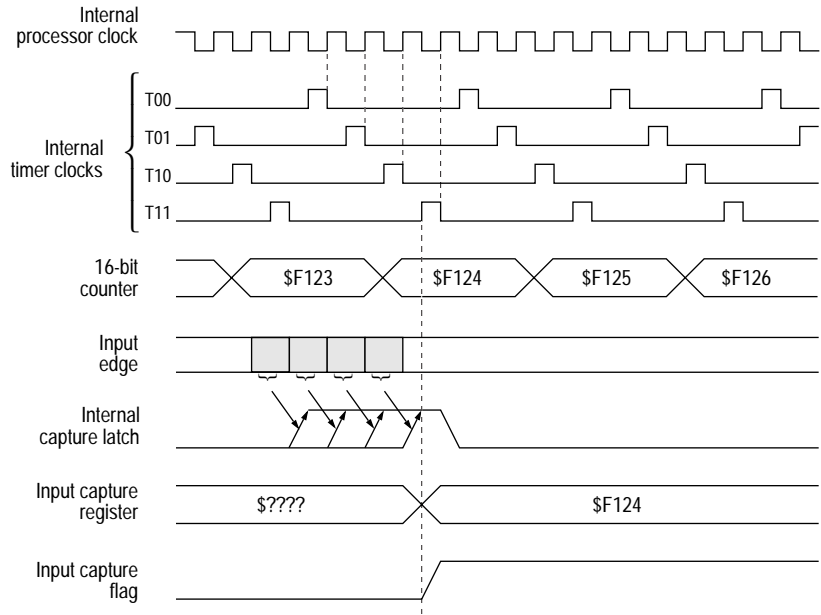 Internal
processor clock
Internal
timer clocks
T00
T01
T10
T11
16-bit
counter
$F123
$F124
$F125
$F126
Input
edge
Internal
capture latch
Input capture
register
$????
$F124
Input capture
flag